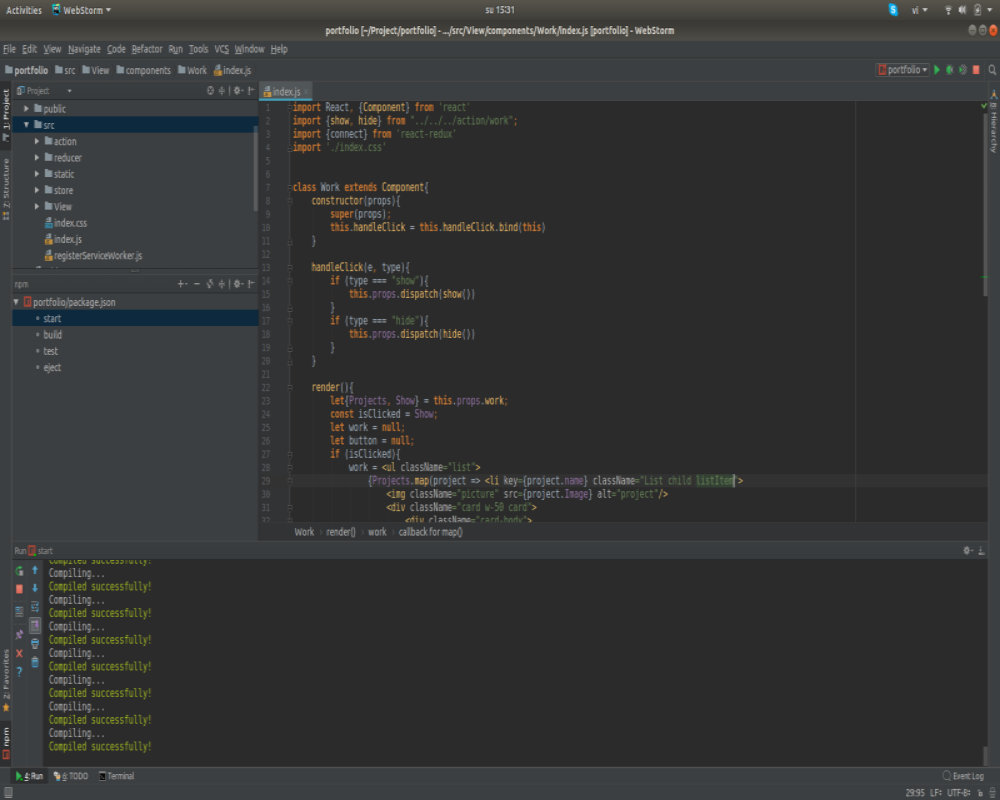 Activities WebStorm su 15:31 vi
portfolio [~/Project/portfolio] - .../src/View/components/Work/index.js [portfolio] - WebStorm
File Edit View Navigate Code Refactor Run Tools VCS Window Help
portfolio src View components Work index.js portfolio
1: Project
Z: Structure
2: Favorites
npm
Project
public
src
action
reducer
static
store
View
index.css
index.js
registerServiceWorker.js
npm
portfolio/package.json
start
build
test
eject
index.js
1 import React, {Component} from 'react'
2 import {show, hide} from "../../../action/work";
3 import {connect} from 'react-redux'
4 import './index.css'
5
6
7 class Work extends Component{
8 constructor(props){
9 super(props);
10 this.handleClick = this.handleClick.bind(this)
11 }
12
13 handleClick(e, type){
14 if (type === "show"){
15 this.props.dispatch(show())
16 }
17 if (type === "hide"){
18 this.props.dispatch(hide())
19 }
20 }
21
22 render(){
23 let{Projects, Show} = this.props.work;
24 const isClicked = Show;
25 let work = null;
26 let button = null;
27 if (isClicked){
28 work = <ul className="list">
29 {Projects.map(project => <li key={project.name} className="List child listItem">
30 <img className="picture" src={project.Image} alt="project"/>
31 <div className="card w-50 card">
32 <div className="card-body">
Work render() work callback for map()
8: Hierarchy
Run start
Compiled successfully!
Compiling...
Compiled successfully!
Compiling...
Compiled successfully!
Compiling...
Compiled successfully!
Compiling...
Compiled successfully!
Compiling...
Compiled successfully!
Compiling...
Compiled successfully!
Compiling...
Compiled successfully!
4: Run 6: TODO Terminal Event Log
29:95 LF: UTF-8: